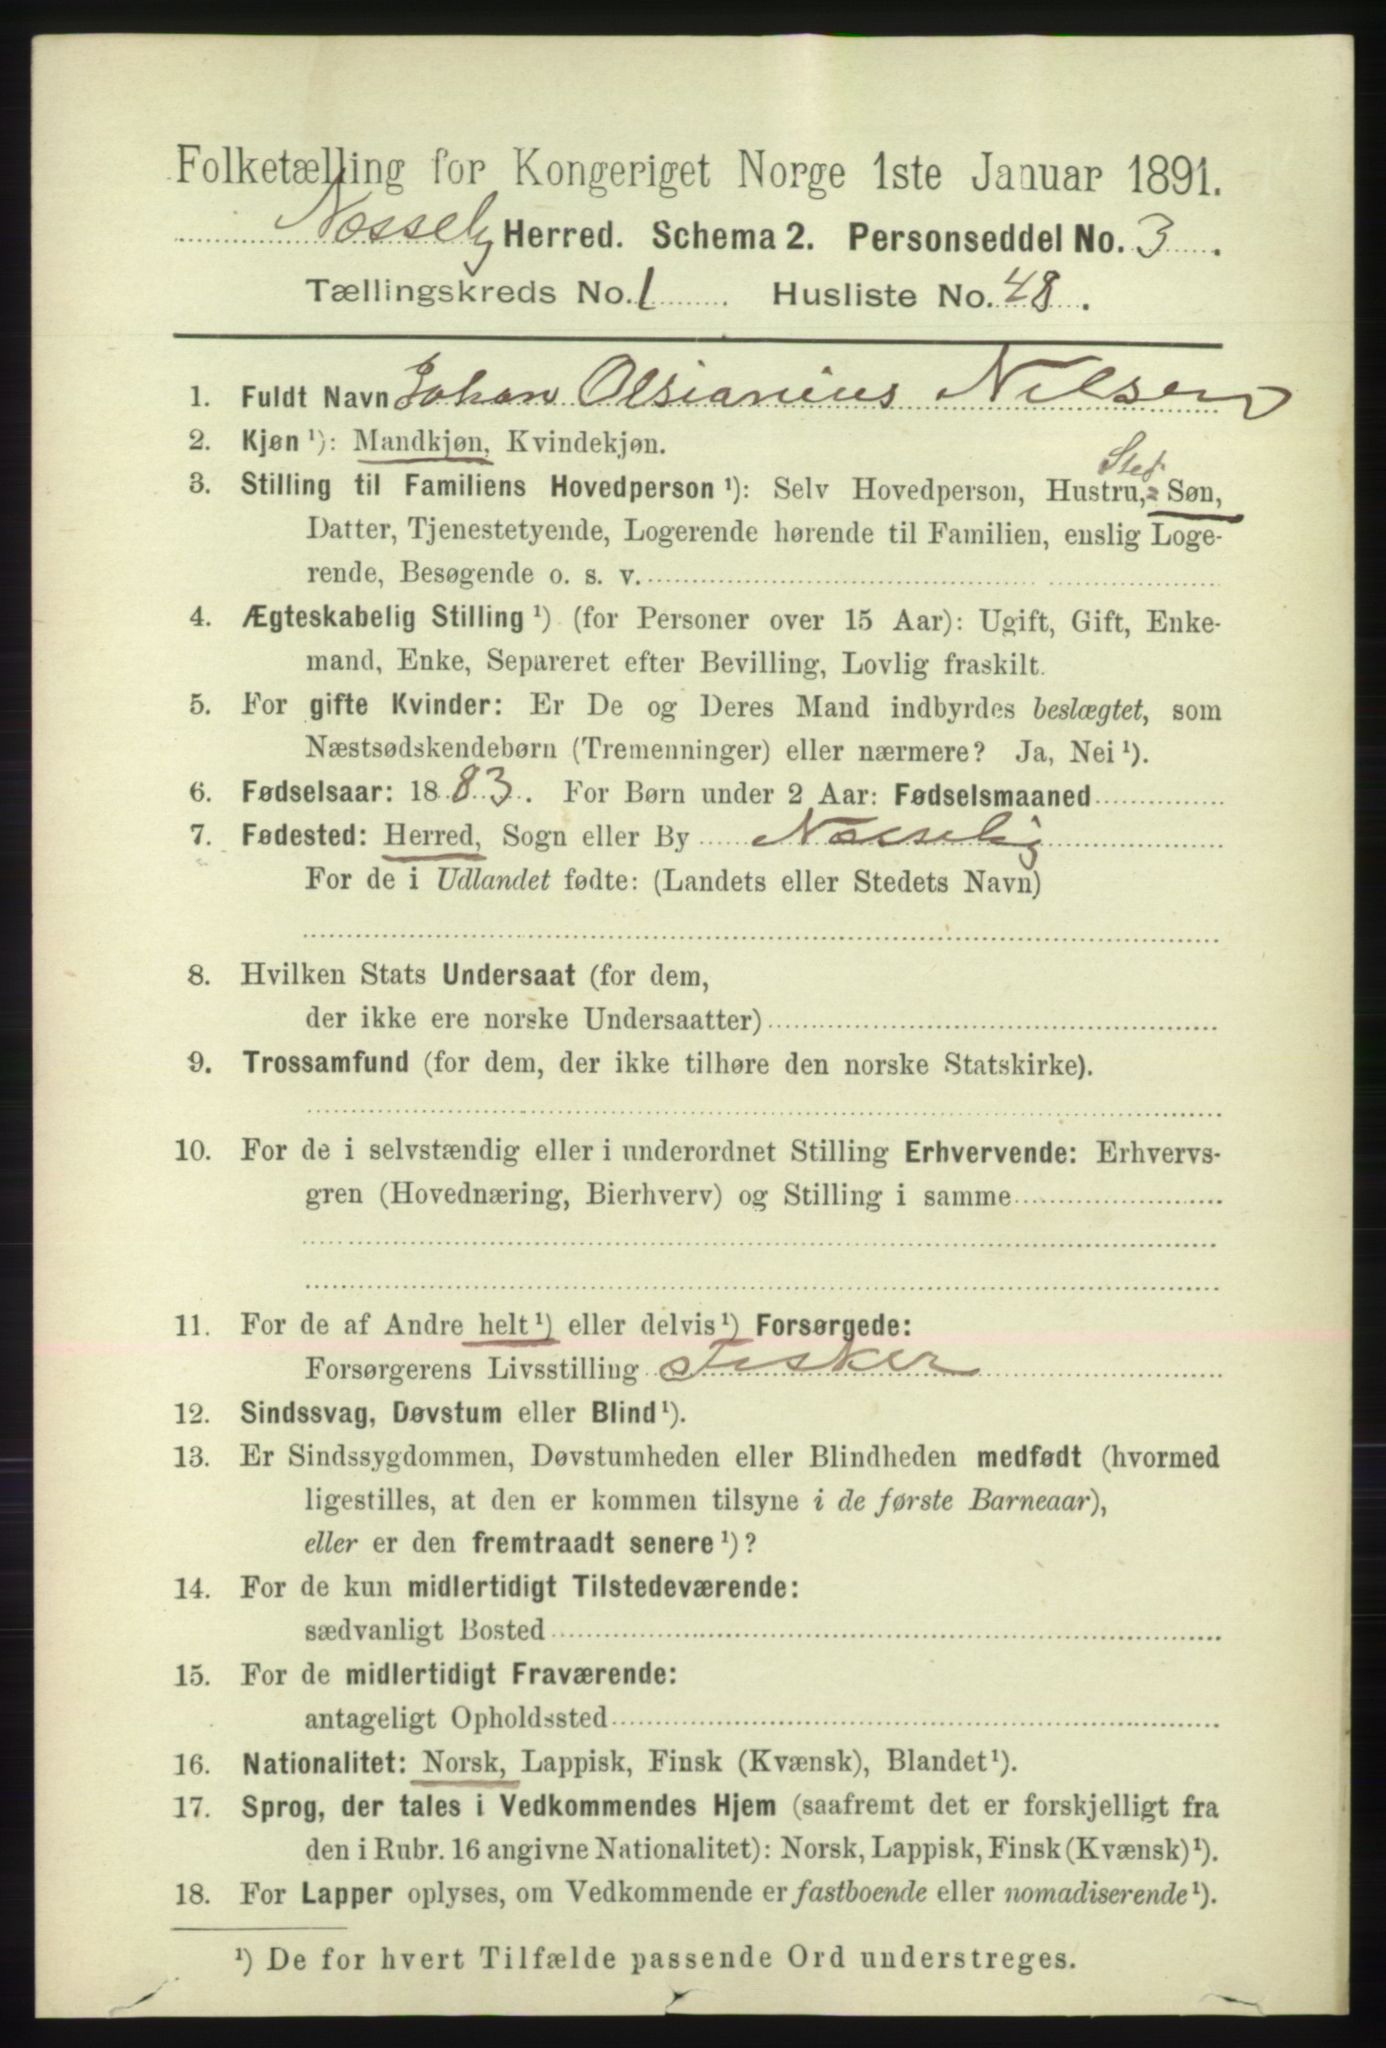 Folketælling for Kongeriget Norge 1ste Januar 1891.
Næsseby Herred. Schema 2. Personseddel No. 3.
Tællingskreds No. 1 Husliste No. 48.
1. Fuldt Navn Johan Olsianius Nilsen
2. Kjøn ¹): Mandkjøn, Kvindekjøn.
Sted-
3. Stilling til Familiens Hovedperson ¹): Selv Hovedperson, Hustru, Søn,
Datter, Tjenestetyende, Logerende hørende til Familien, enslig Loge-
rende, Besøgende o. s. v.
4. Ægteskabelig Stilling ¹) (for Personer over 15 Aar): Ugift, Gift, Enke-
mand, Enke, Separeret efter Bevilling, Lovlig fraskilt.
5. For gifte Kvinder: Er De og Deres Mand indbyrdes beslægtet, som
Næstsødskendebørn (Tremenninger) eller nærmere? Ja, Nei ¹).
6. Fødselsaar: 1883. For Børn under 2 Aar: Fødselsmaaned
7. Fødested: Herred, Sogn eller By Næsseby
For de i Udlandet fødte: (Landets eller Stedets Navn)
8. Hvilken Stats Undersaat (for dem,
der ikke ere norske Undersaatter)
9. Trossamfund (for dem, der ikke tilhøre den norske Statskirke).
10. For de i selvstændig eller i underordnet Stilling Erhvervende: Erhvervs-
gren (Hovednæring, Bierhverv) og Stilling i samme
11. For de af Andre helt ¹) eller delvis ¹) Forsørgede:
Forsørgerens Livsstilling Fisker
12. Sindssvag, Døvstum eller Blind ¹).
13. Er Sindssygdommen, Døvstumheden eller Blindheden medfødt (hvormed
ligestilles, at den er kommen tilsyne i de første Barneaar),
eller er den fremtraadt senere ¹)?
14. For de kun midlertidigt Tilstedeværende:
sædvanligt Bosted
15. For de midlertidigt Fraværende:
antageligt Opholdssted
16. Nationalitet: Norsk, Lappisk, Finsk (Kvænsk), Blandet ¹).
17. Sprog, der tales i Vedkommendes Hjem (saafremt det er forskjelligt fra
den i Rubr. 16 angivne Nationalitet): Norsk, Lappisk, Finsk (Kvænsk) ¹).
18. For Lapper oplyses, om Vedkommende er fastboende eller nomadiserende ¹).
¹) De for hvert Tilfælde passende Ord understreges.